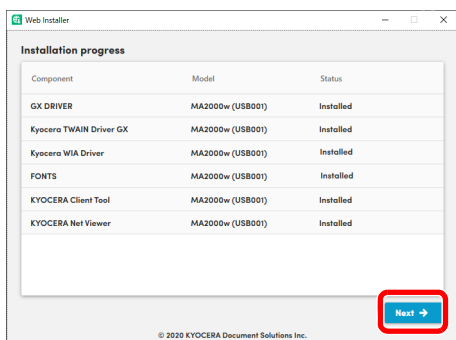 Web Installer
Installation progress
Component Model Status
GX DRIVER MA2000w (USB001) Installed
Kyocera TWAIN Driver GX MA2000w (USB001) Installed
Kyocera WIA Driver MA2000w (USB001) Installed
FONTS MA2000w (USB001) Installed
KYOCERA Client Tool MA2000w (USB001) Installed
KYOCERA Net Viewer MA2000w (USB001) Installed
Next →
© 2020 KYOCERA Document Solutions Inc.